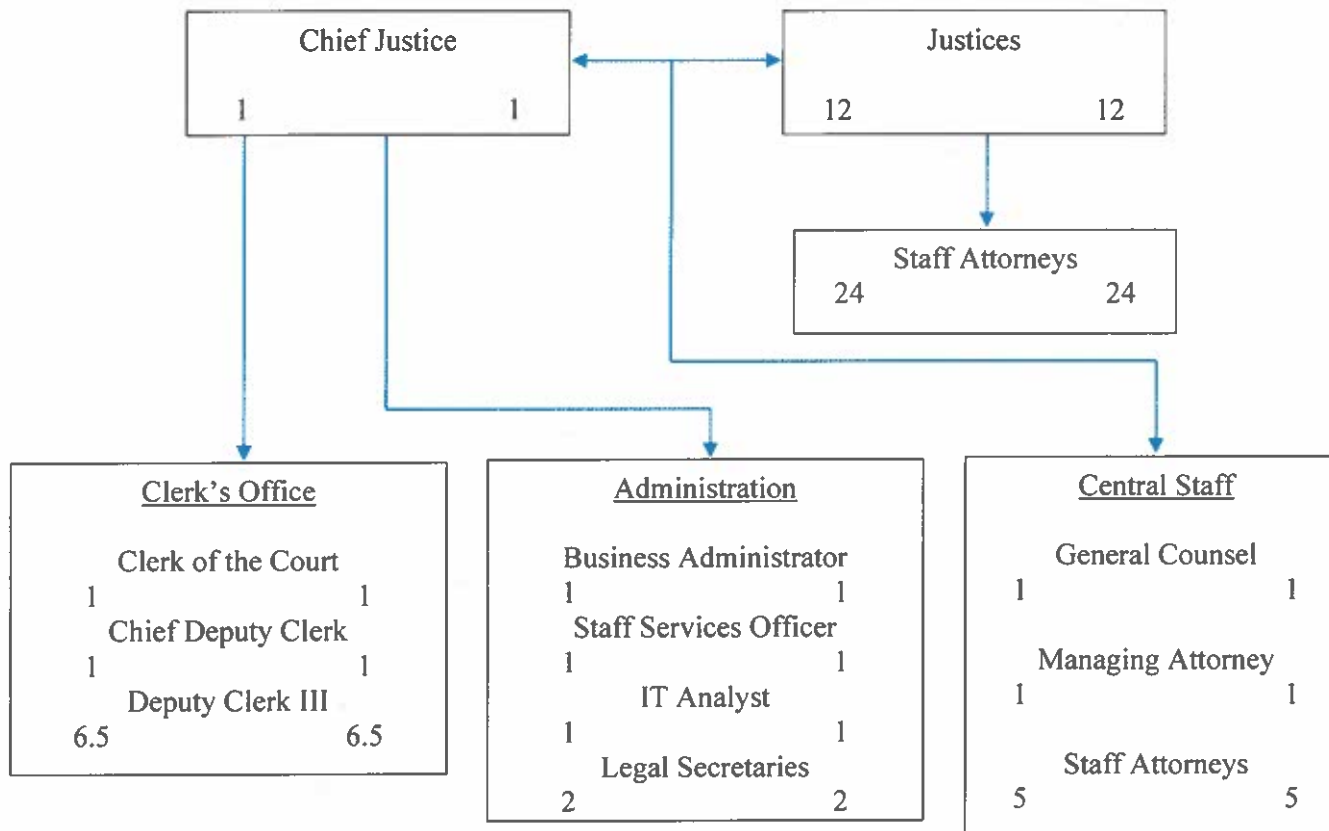 Chief Justice
1 1
Justices
12 12
Staff Attorneys
24 24
Clerk's Office
Clerk of the Court
1 1
Chief Deputy Clerk
1 1
Deputy Clerk III
6.5 6.5
Administration
Business Administrator
1 1
Staff Services Officer
1 1
IT Analyst
1 1
Legal Secretaries
2 2
Central Staff
General Counsel
1 1
Managing Attorney
1 1
Staff Attorneys
5 5